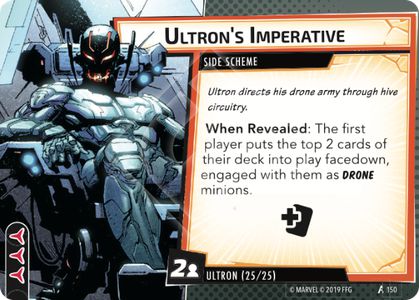 ULTRON'S IMPERATIVE
SIDE SCHEME
Ultron directs his drone army through hive
circuitry.
When Revealed: The first
player puts the top 2 cards of
their deck into play facedown,
engaged with them as DRONE
minions.
2
ULTRON (25/25)
© MARVEL © 2019 FFG
150